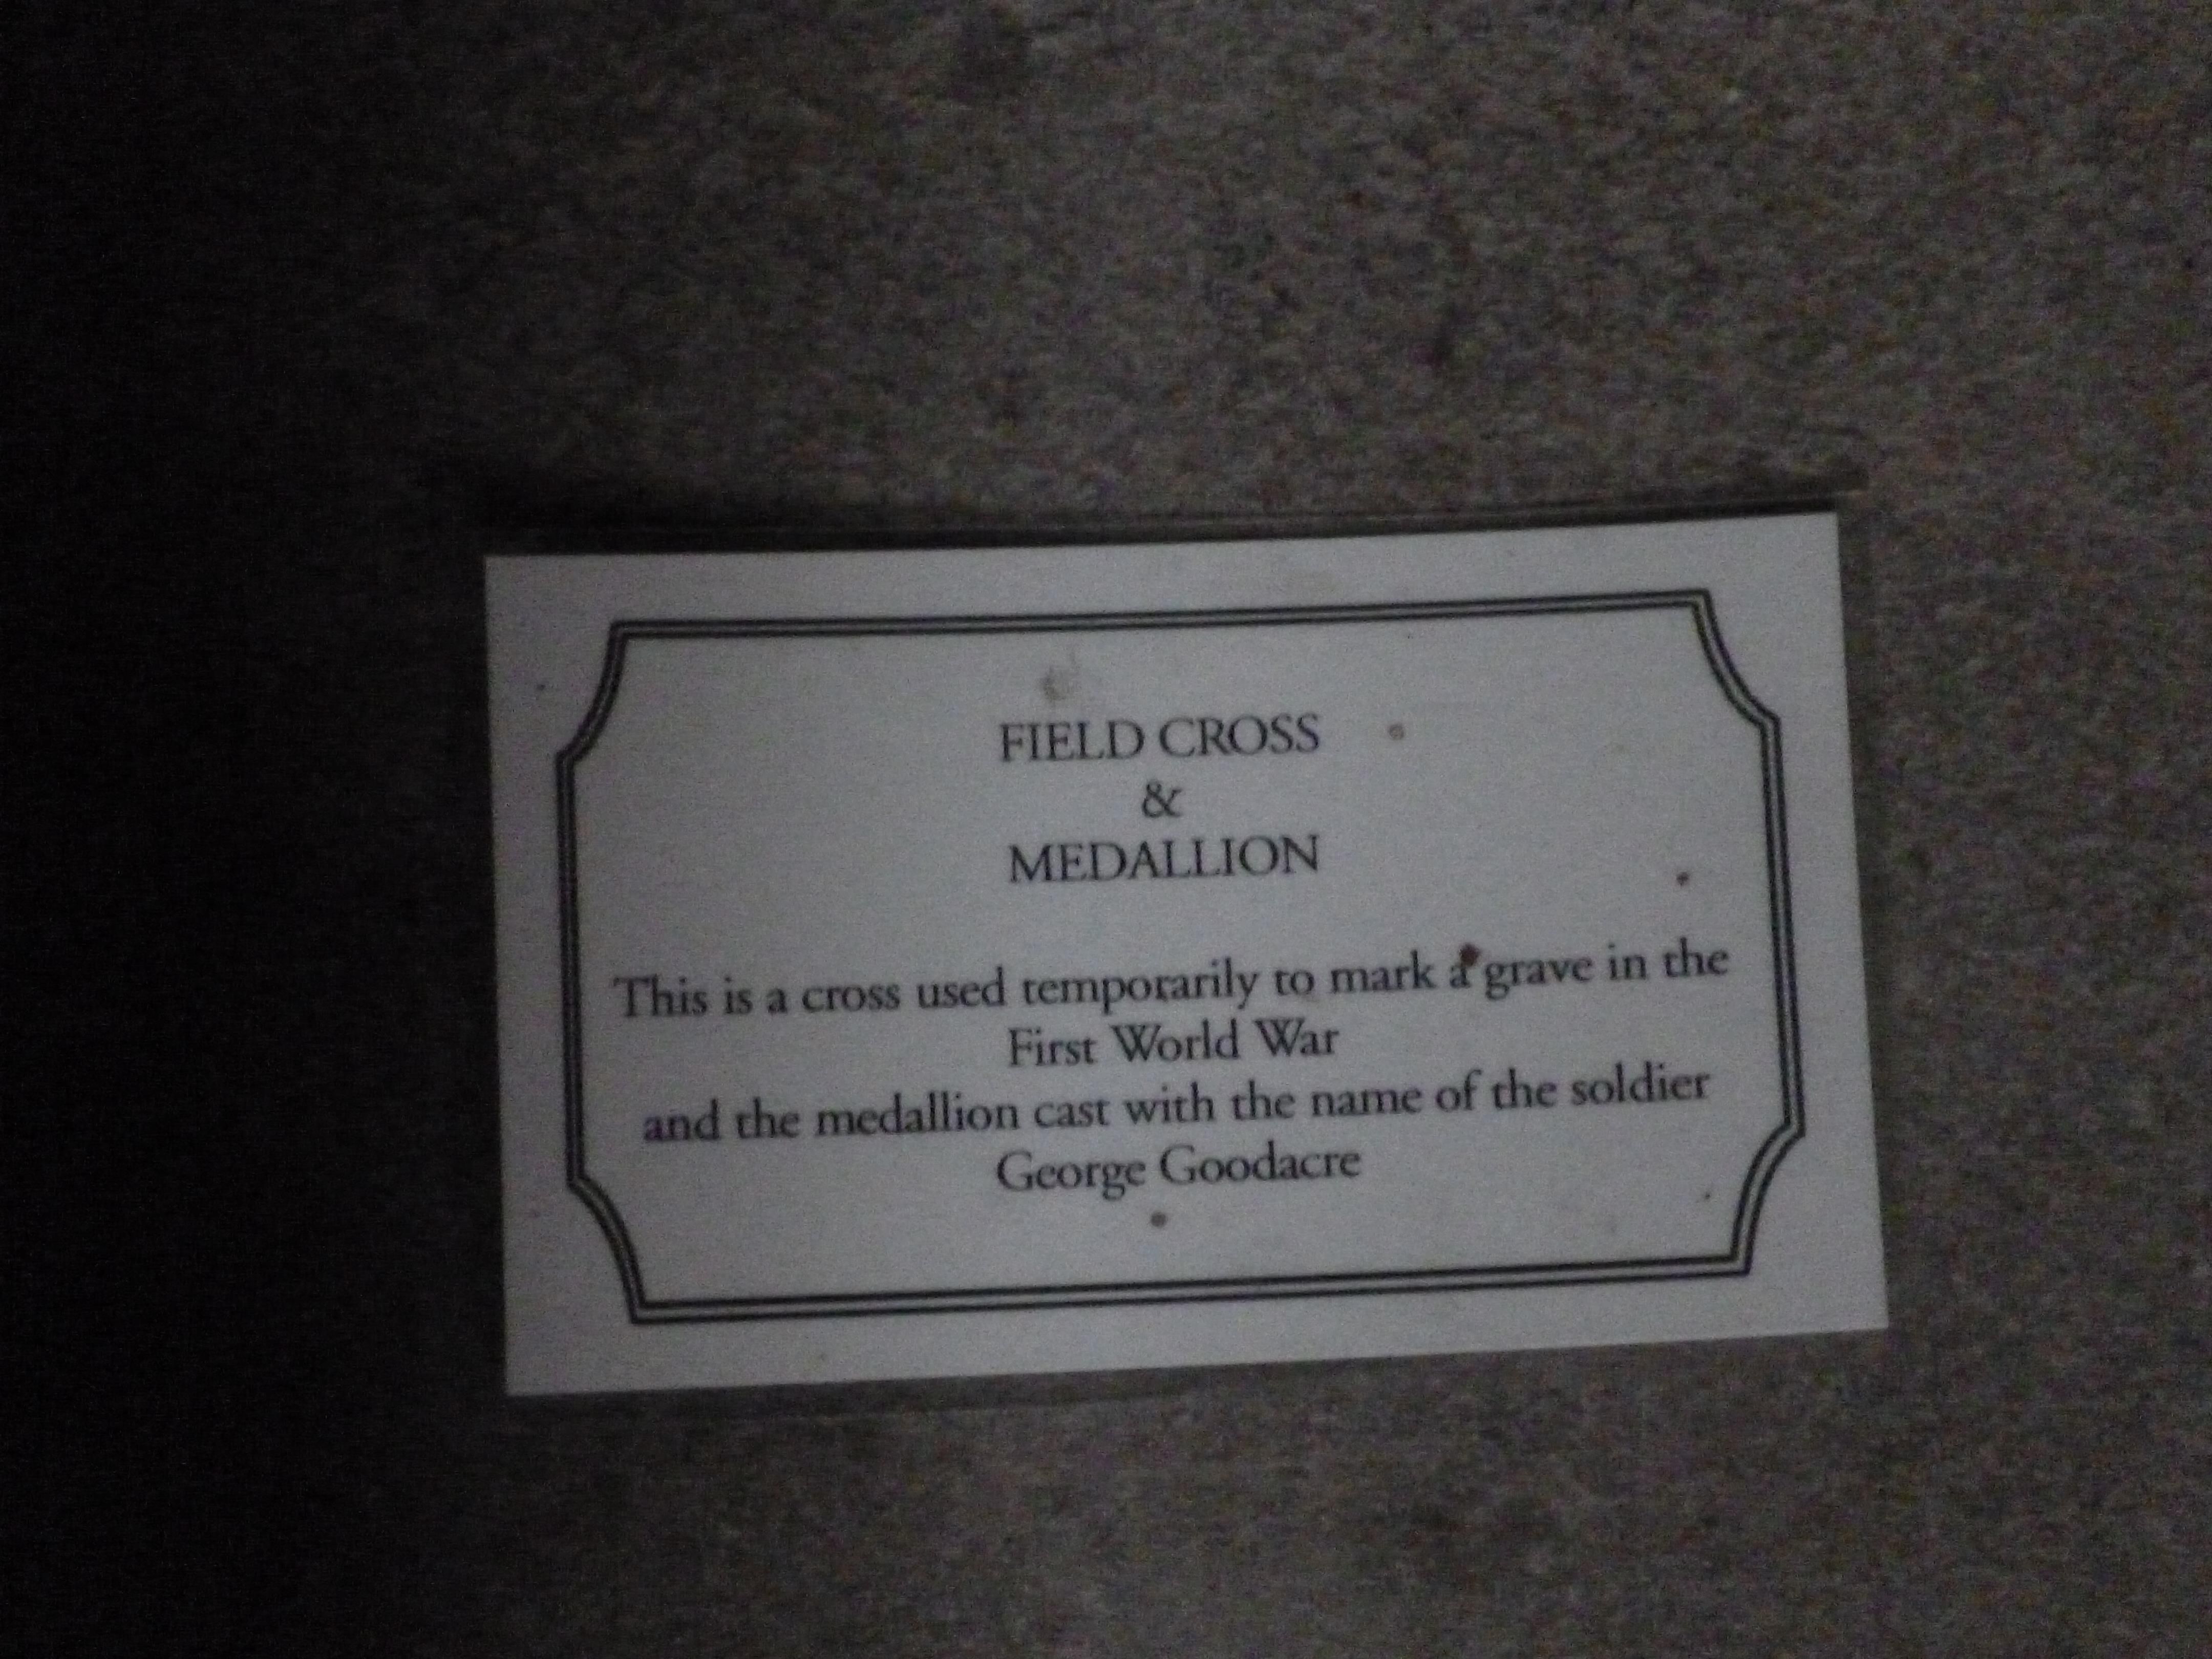 FIELD CROSS
&
MEDALLION
This is a cross used temporarily to mark a grave in the
First World War
and the medallion cast with the name of the soldier
George Goodacre